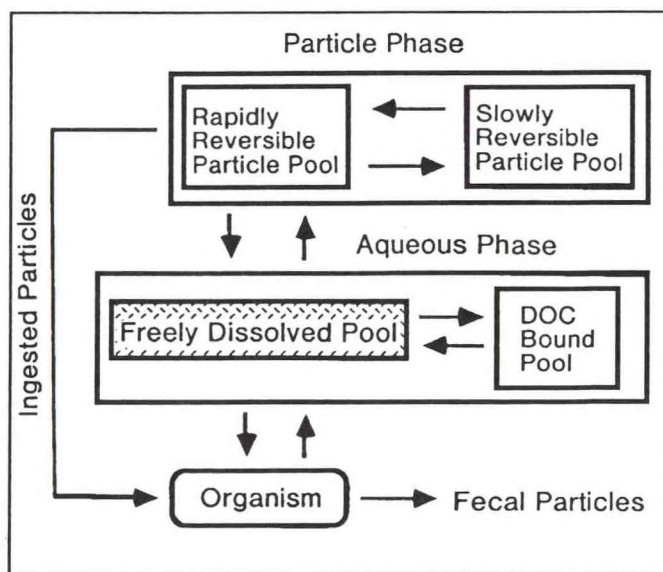 Particle Phase
Rapidly
Reversible
Particle Pool
Slowly
Reversible
Particle Pool
Ingested Particles
Aqueous Phase
Freely Dissolved Pool
DOC
Bound
Pool
Organism
Fecal Particles